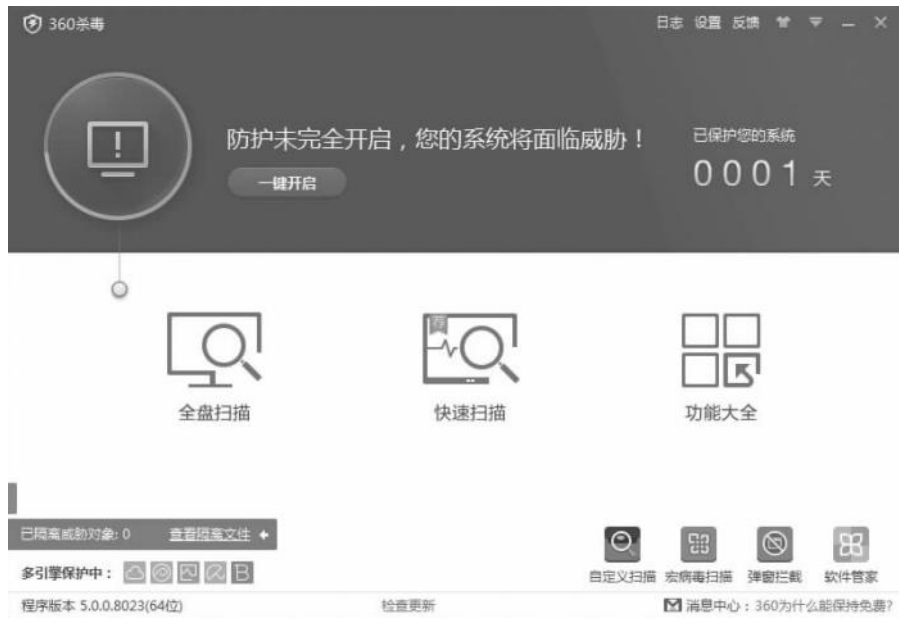 360杀毒
日志 设置 反馈
防护未完全开启，您的系统将面临威胁！
一键开启
已保护您的系统
0001 天
荐
全盘扫描 快速扫描 功能大全
已隔离威胁对象: 0 查看隔离文件
多引擎保护中：
自定义扫描 宏病毒扫描 弹窗拦截 软件管家
程序版本 5.0.0.8023(64位) 检查更新 消息中心：360为什么能保持免费?